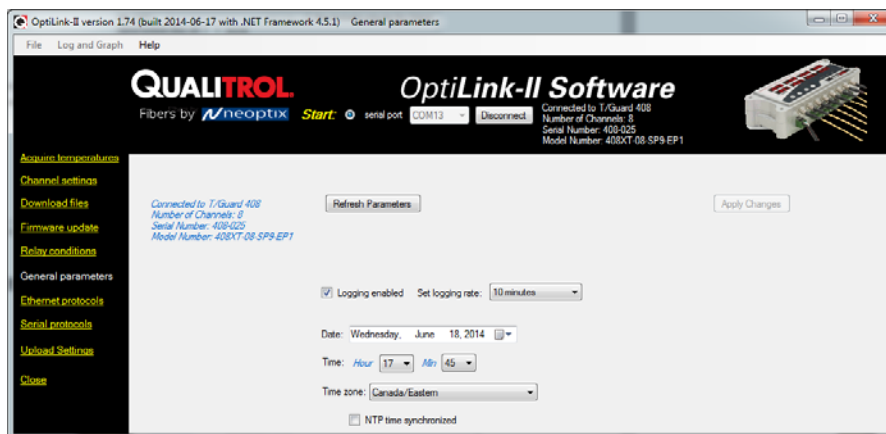 OptiLink-II version 1.74 (built 2014-06-17 with .NET Framework 4.5.1) General parameters
File Log and Graph Help
QUALITROL.
Fibers by neoptix
OptiLink-II Software
Start: serial port COM13 Disconnect
Connected to T/Guard 408
Number of Channels: 8
Serial Number: 408-025
Model Number: 408XT-08-SP9-EP1
Acquire temperatures
Channel settings
Download files
Firmware update
Relay conditions
General parameters
Ethernet protocols
Serial protocols
Upload Settings
Close
Connected to T/Guard 408
Number of Channels: 8
Serial Number: 408-025
Model Number: 408XT-08-SP9-EP1
Refresh Parameters
Apply Changes
Logging enabled Set logging rate: 10 minutes
Date: Wednesday, June 18, 2014
Time: Hour 17 Min 45
Time zone: Canada/Eastern
NTP time synchronized